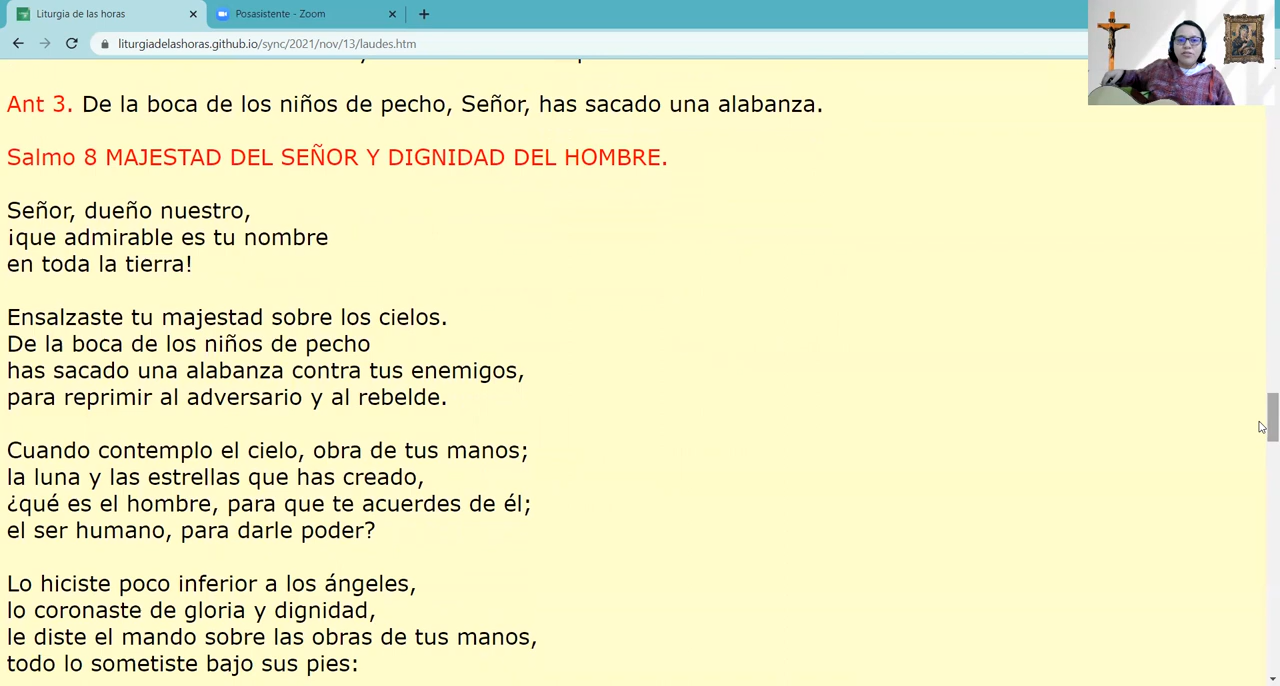 Liturgia de las horas
Posasistente - Zoom
liturgiadelashoras.github.io/sync/2021/nov/13/laudes.htm
Ant 3. De la boca de los niños de pecho, Señor, has sacado una alabanza.
Salmo 8 MAJESTAD DEL SEÑOR Y DIGNIDAD DEL HOMBRE.
Señor, dueño nuestro,
¡que admirable es tu nombre
en toda la tierra!
Ensalzaste tu majestad sobre los cielos.
De la boca de los niños de pecho
has sacado una alabanza contra tus enemigos,
para reprimir al adversario y al rebelde.
Cuando contemplo el cielo, obra de tus manos;
la luna y las estrellas que has creado,
¿qué es el hombre, para que te acuerdes de él;
el ser humano, para darle poder?
Lo hiciste poco inferior a los ángeles,
lo coronaste de gloria y dignidad,
le diste el mando sobre las obras de tus manos,
todo lo sometiste bajo sus pies: